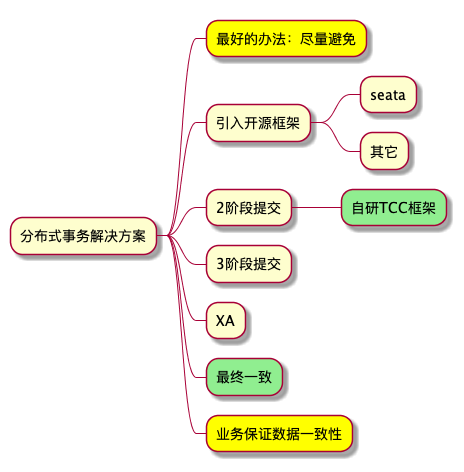 最好的办法：尽量避免
seata
引入开源框架
其它
2阶段提交
自研TCC框架
分布式事务解决方案
3阶段提交
XA
最终一致
业务保证数据一致性